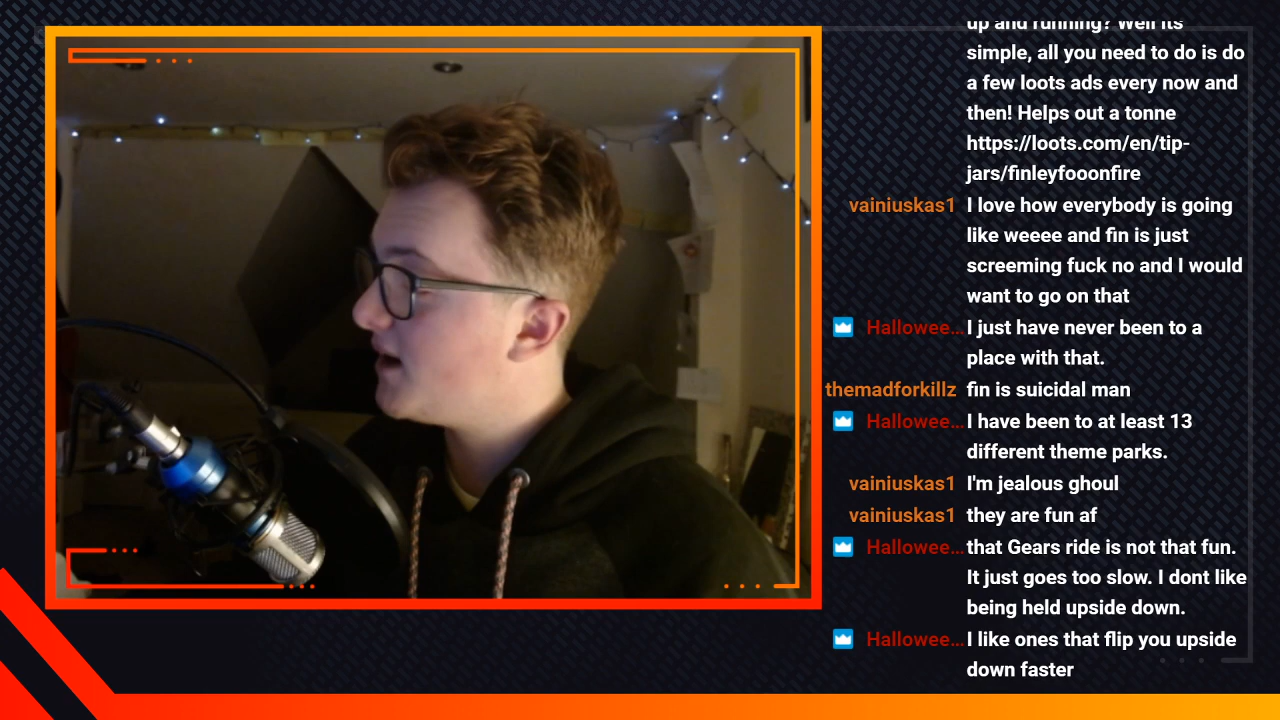 up and running? Well its
simple, all you need to do is do
a few loots ads every now and
then! Helps out a tonne
https://loots.com/en/tip-
jars/finleyfooonfire
vainiuskas1 I love how everybody is going
like weeee and fin is just
screeming fuck no and I would
want to go on that
Hallowee... I just have never been to a
place with that.
themadforkillz fin is suicidal man
Hallowee... I have been to at least 13
different theme parks.
vainiuskas1 I'm jealous ghoul
vainiuskas1 they are fun af
Hallowee... that Gears ride is not that fun.
It just goes too slow. I dont like
being held upside down.
Hallowee... I like ones that flip you upside
down faster